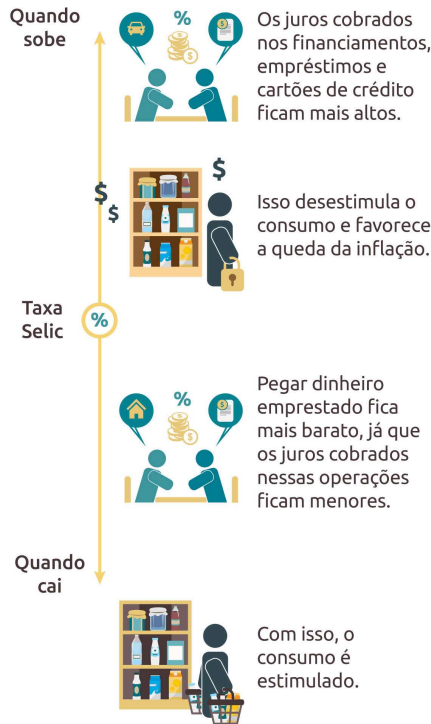 Quando
sobe
%
Os juros cobrados
nos financiamentos,
empréstimos e
cartões de crédito
ficam mais altos.
$
$
$
Isso desestimula o
consumo e favorece
a queda da inflação.
Taxa
Selic
%
%
Pegar dinheiro
emprestado fica
mais barato, já que
os juros cobrados
nessas operações
ficam menores.
Quando
cai
Com isso, o
consumo é
estimulado.